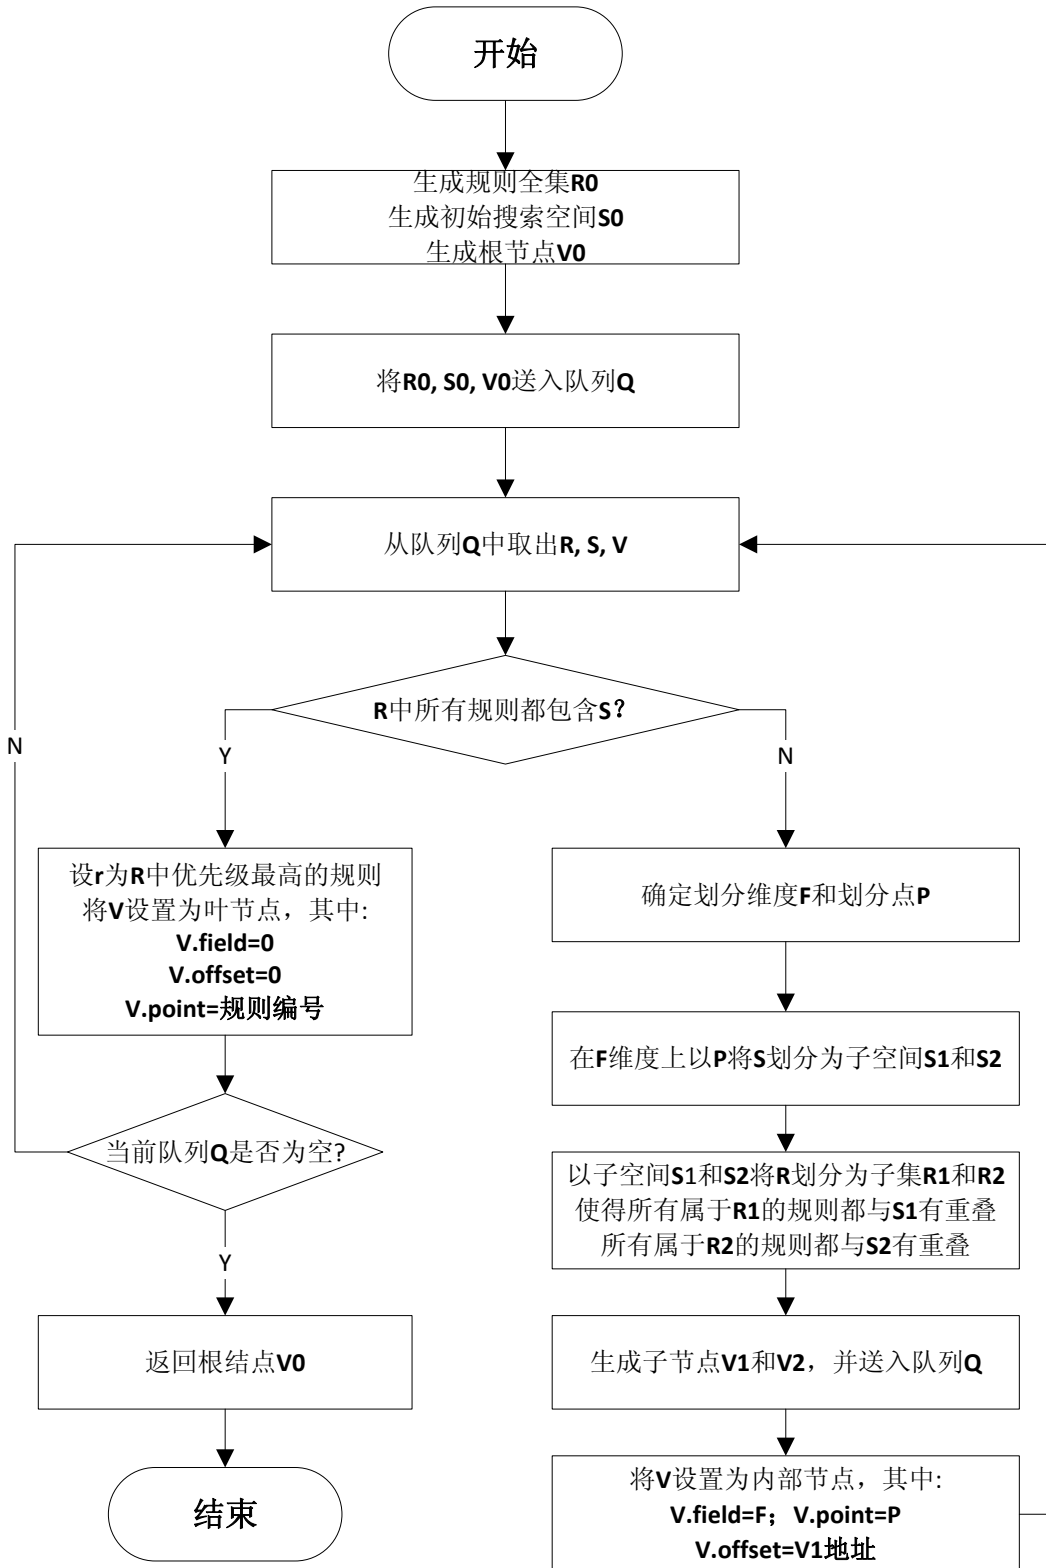 开始
生成规则全集R0
生成初始搜索空间S0
生成根节点V0
将R0, S0, V0送入队列Q
从队列Q中取出R, S, V
R中所有规则都包含S?
N
Y
N
设r为R中优先级最高的规则
将V设置为叶节点，其中:
V.field=0
V.offset=0
V.point=规则编号
确定划分维度F和划分点P
在F维度上以P将S划分为子空间S1和S2
当前队列Q是否为空?
以子空间S1和S2将R划分为子集R1和R2
使得所有属于R1的规则都与S1有重叠
所有属于R2的规则都与S2有重叠
Y
返回根结点V0
生成子节点V1和V2，并送入队列Q
结束
将V设置为内部节点，其中:
V.field=F；V.point=P
V.offset=V1地址